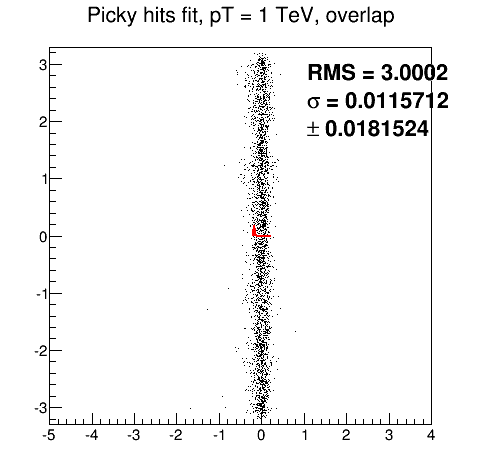 Picky hits fit, pT = 1 TeV, overlap
RMS = 3.0002
σ = 0.0115712
± 0.0181524
3
2
1
0
-1
-2
-3
-5 -4 -3 -2 -1 0 1 2 3 4